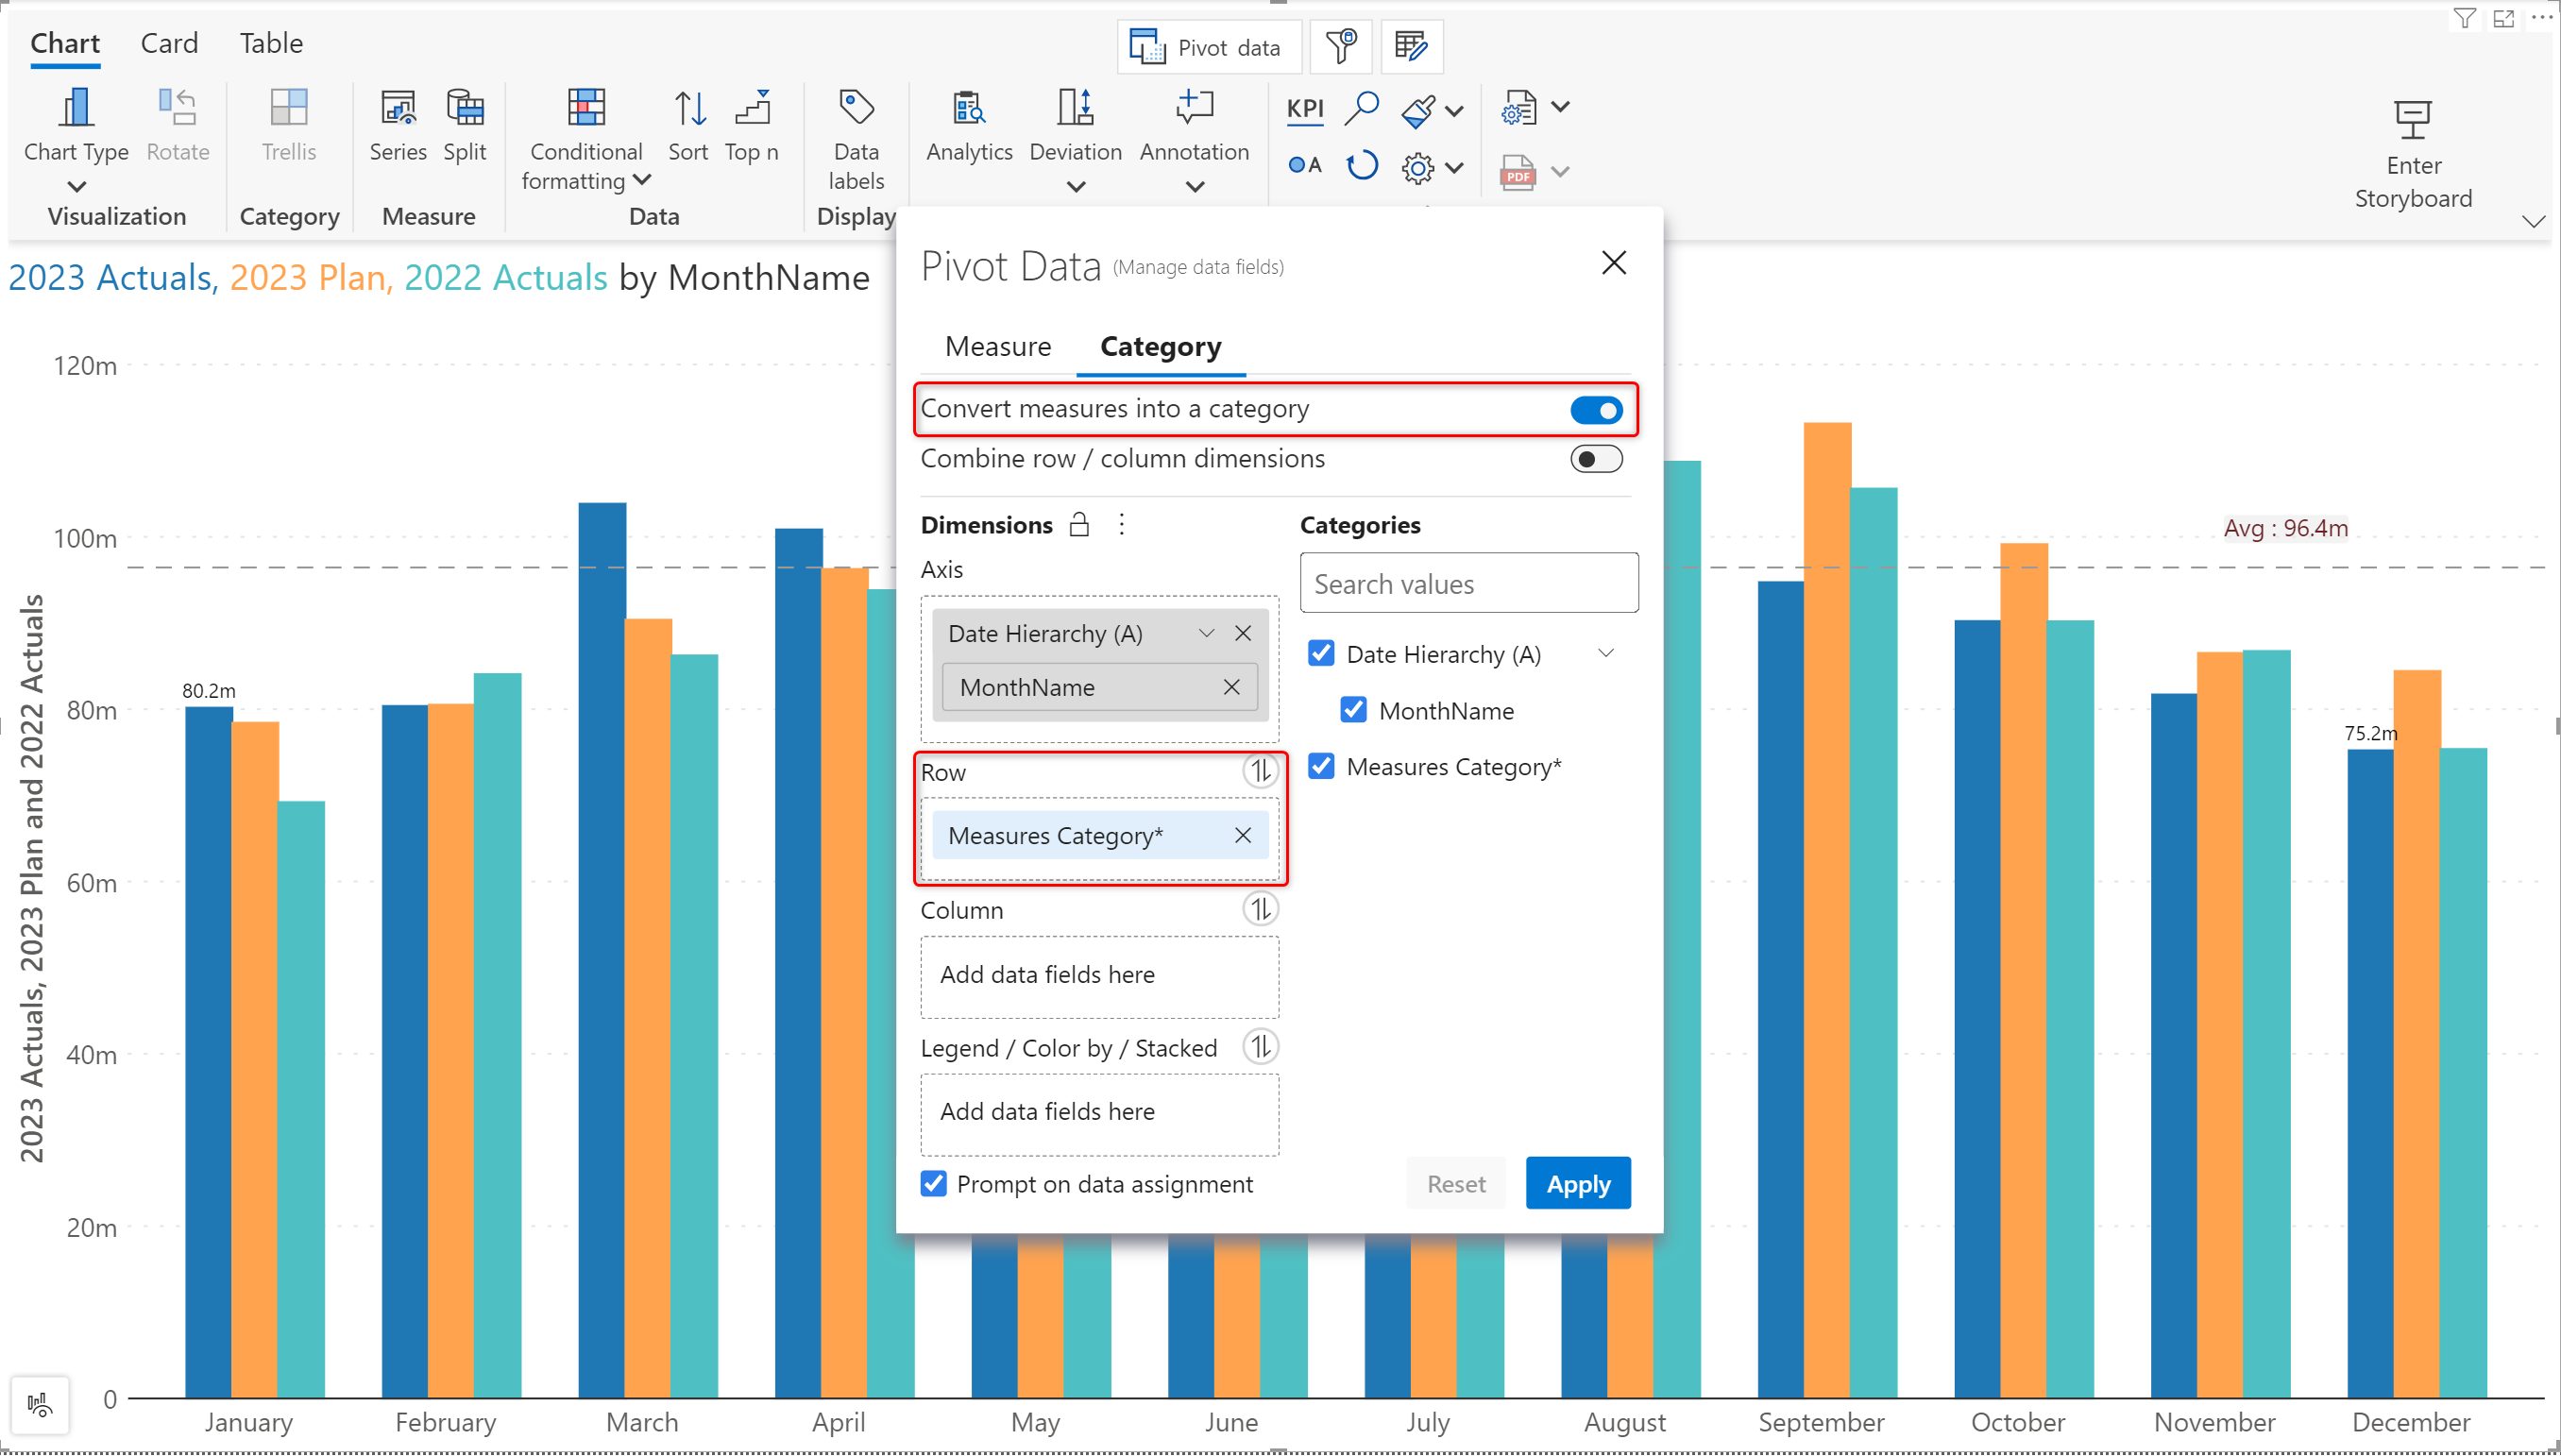 Chart Card Table
Pivot data
Chart Type
Rotate
Visualization
Trellis
Category
Series
Split
Measure
Conditional
formatting
Sort
Top n
Data
Data
labels
Display
Analytics
Deviation
Annotation
KPI
A
PDF
Enter
Storyboard
2023 Actuals, 2023 Plan, 2022 Actuals by MonthName
Pivot Data (Manage data fields)
Measure Category
Convert measures into a category
Combine row / column dimensions
Dimensions
Axis
Date Hierarchy (A)
MonthName
Row
Measures Category*
Column
Add data fields here
Legend / Color by / Stacked
Add data fields here
Prompt on data assignment
Categories
Search values
Date Hierarchy (A)
MonthName
Measures Category*
Reset
Apply
2023 Actuals, 2023 Plan and 2022 Actuals
120m
100m
80m
60m
40m
20m
0
80.2m
Avg : 96.4m
75.2m
January February March April May June July August September October November December